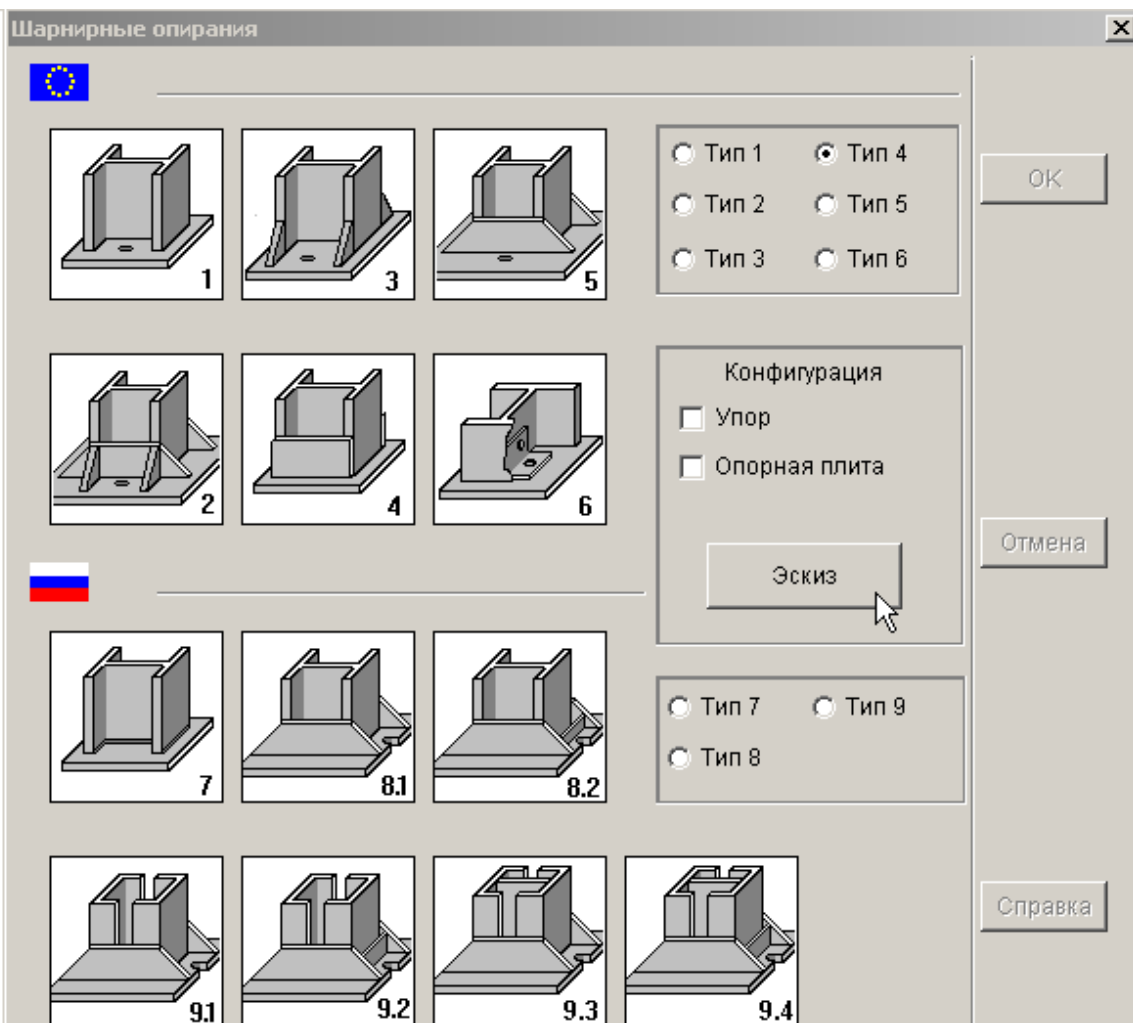 Шарнирные опирания
1
3
5
Тип 1
Тип 4
Тип 2
Тип 5
Тип 3
Тип 6
OK
2
4
6
Конфигурация
Упор
Опорная плита
Эскиз
Отмена
7
8.1
8.2
Тип 7
Тип 9
Тип 8
9.1
9.2
9.3
9.4
Справка